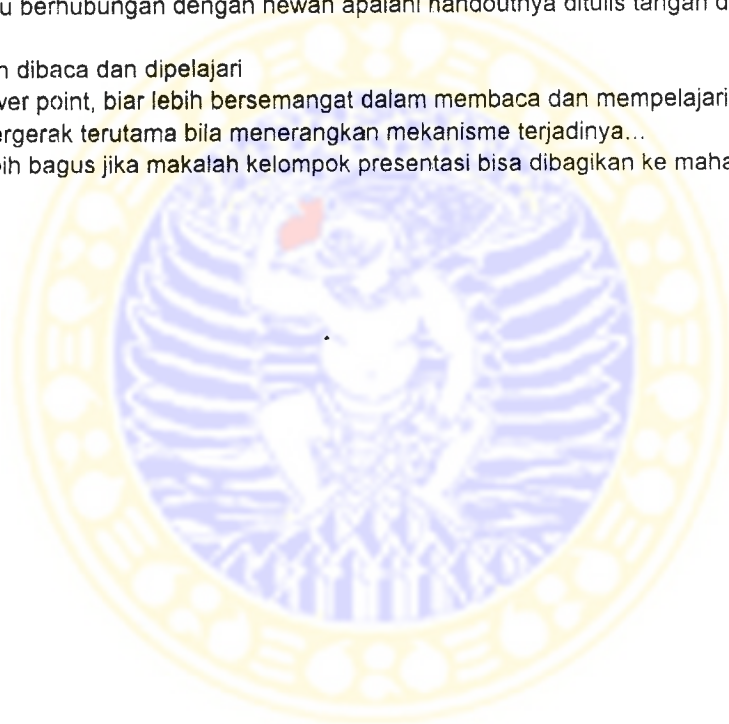 u berhubungan dengan hewan apalahi handoutnya ditulis tangan d
n dibaca dan dipelajari
wer point, biar lebih bersemangat dalam membaca dan mempelajari
ergerak terutama bila menerangkan mekanisme terjadinya...
bih bagus jika makalah kelompok presentasi bisa dibagikan ke maha